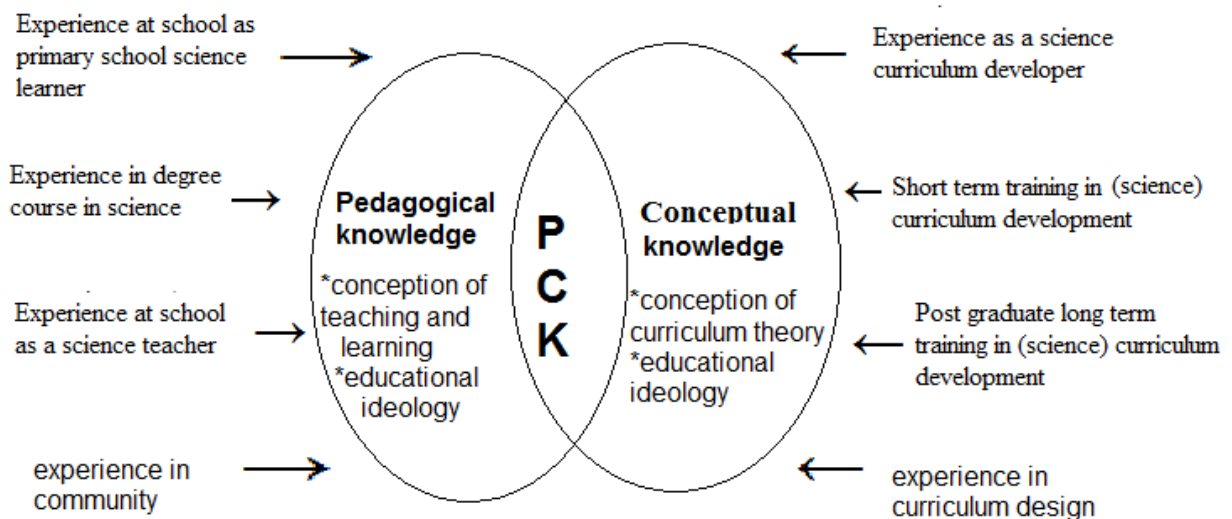 Experience at school as
primary school science
learner
Experience in degree
course in science
Experience at school
as a science teacher
experience in
community
Pedagogical
knowledge
*conception of
teaching and
learning
*educational
ideology
P
C
K
Conceptual
knowledge
*conception of
curriculum theory
*educational
ideology
Experience as a science
curriculum developer
Short term training in (science)
curriculum development
Post graduate long term
training in (science) curriculum
development
experience in
curriculum design